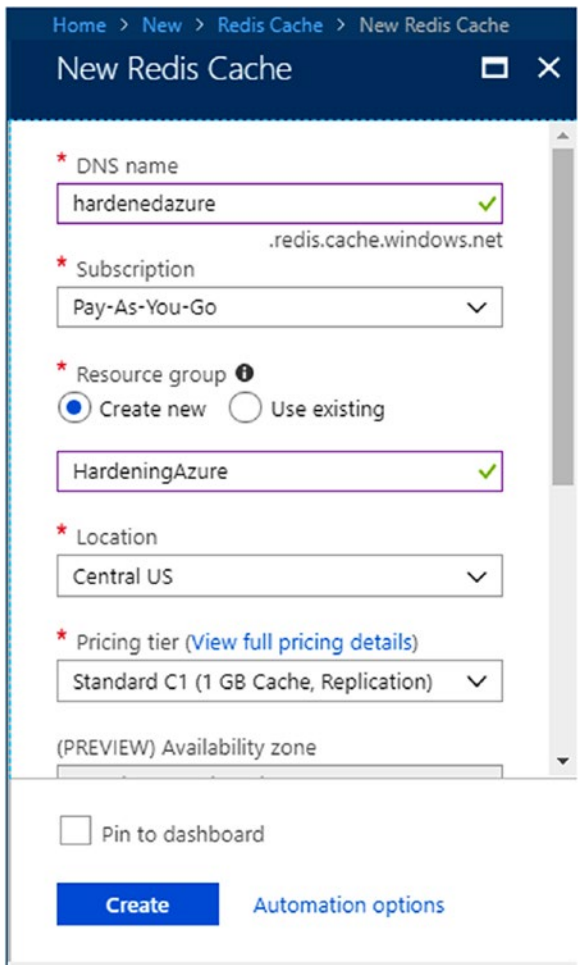 Home > New > Redis Cache > New Redis Cache
New Redis Cache
* DNS name
hardenedazure
.redis.cache.windows.net
* Subscription
Pay-As-You-Go
* Resource group
Create new Use existing
HardeningAzure
* Location
Central US
* Pricing tier (View full pricing details)
Standard C1 (1 GB Cache, Replication)
(PREVIEW) Availability zone
Pin to dashboard
Create Automation options